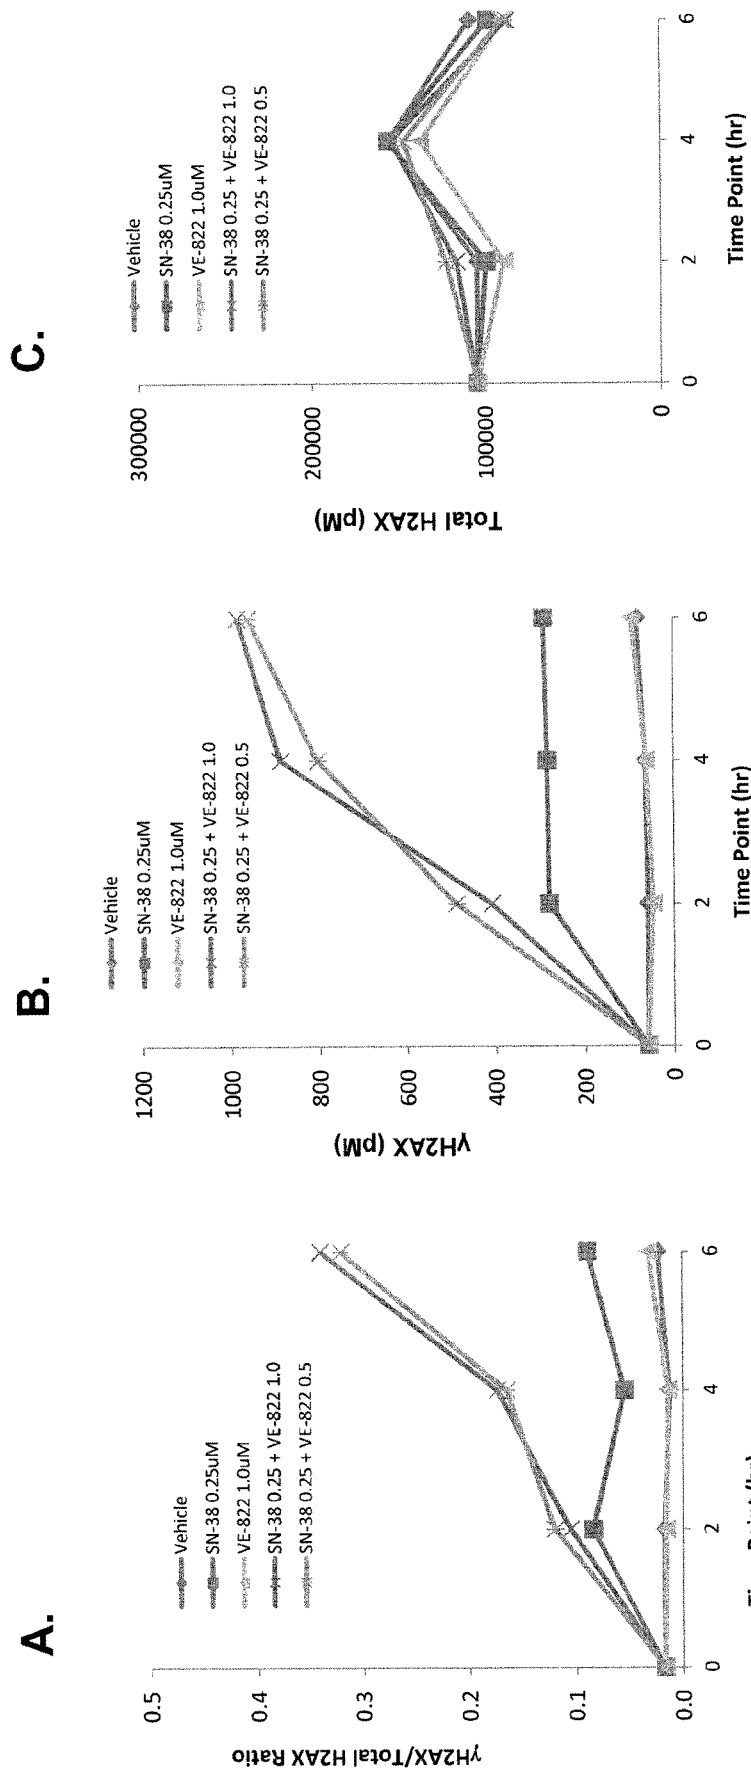 A.
γH2AX/Total H2AX Ratio
0.5
0.4
0.3
0.2
0.1
0.0
Vehicle
SN-38 0.25uM
VE-822 1.0uM
SN-38 0.25 + VE-822 1.0
SN-38 0.25 + VE-822 0.5
0
2
4
6
B.
γH2AX (pM)
1200
1000
800
600
400
200
0
Vehicle
SN-38 0.25uM
VE-822 1.0uM
SN-38 0.25 + VE-822 1.0
SN-38 0.25 + VE-822 0.5
0
2
4
6
Time Point (hr)
C.
Total H2AX (pM)
300000
200000
100000
0
Vehicle
SN-38 0.25uM
VE-822 1.0uM
SN-38 0.25 + VE-822 1.0
SN-38 0.25 + VE-822 0.5
0
2
4
6
Time Point (hr)